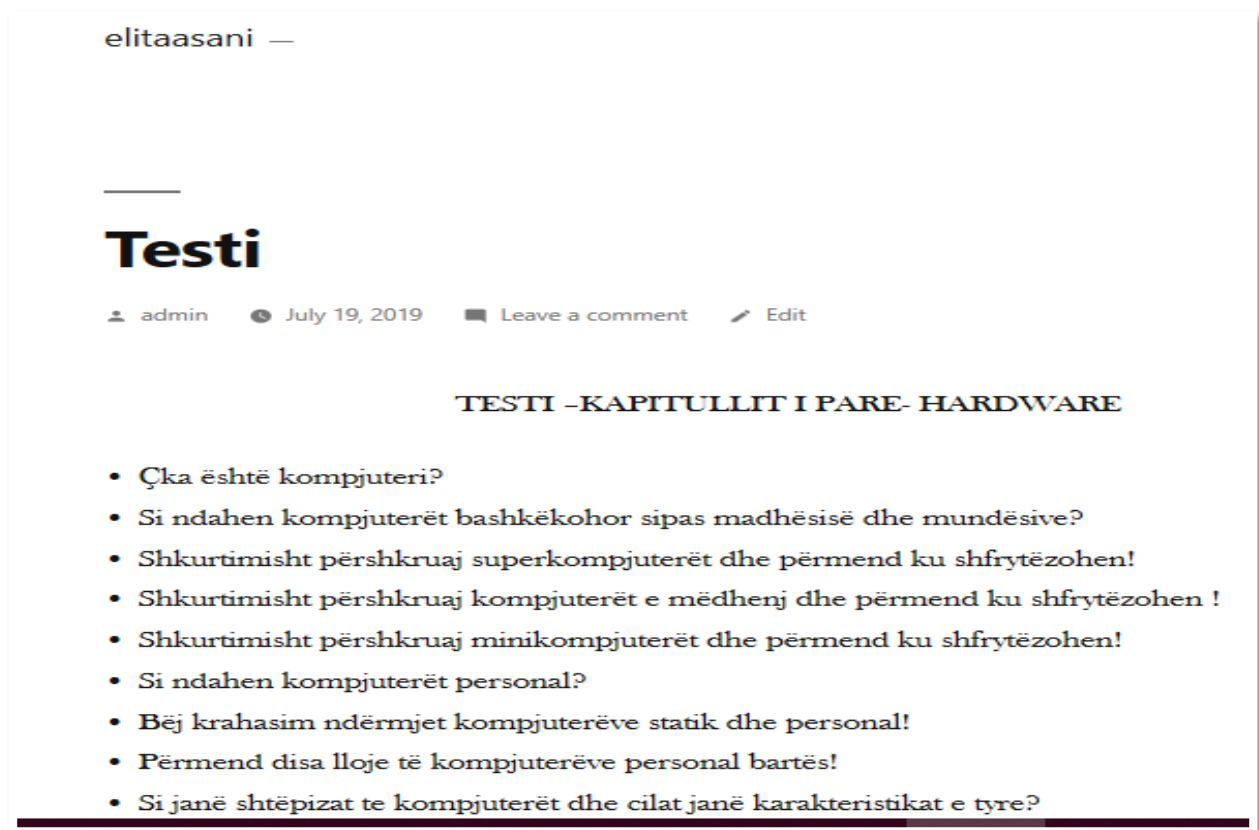 elitaasani —
Testi
admin July 19, 2019 Leave a comment Edit
TESTI –KAPITULLIT I PARE- HARDWARE
• Çka është kompjuteri?
• Si ndahen kompjuterët bashkëkohor sipas madhësisë dhe mundësive?
• Shkurtimisht përshkruaj superkompjuterët dhe përmend ku shfrytëzohen!
• Shkurtimisht përshkruaj kompjuterët e mëdhenj dhe përmend ku shfrytëzohen !
• Shkurtimisht përshkruaj minikompjuterët dhe përmend ku shfrytëzohen!
• Si ndahen kompjuterët personal?
• Bëj krahasim ndërmjet kompjuterëve statik dhe personal!
• Përmend disa lloje të kompjuterëve personal bartës!
• Si janë shtëpizat te kompjuterët dhe cilat janë karakteristikat e tyre?